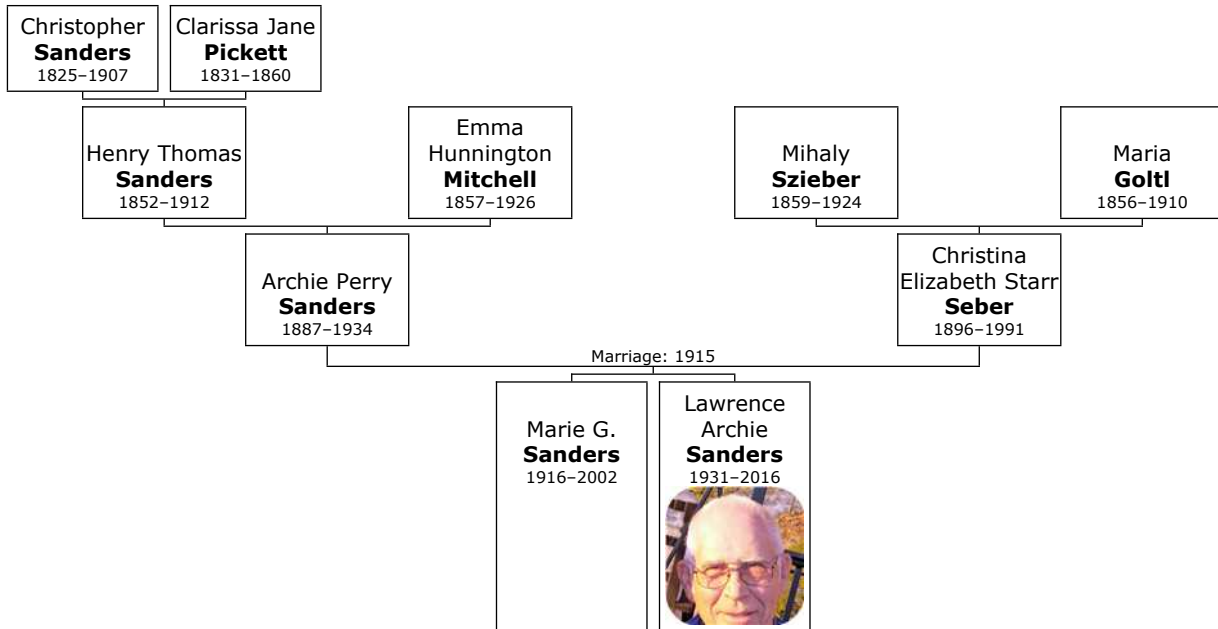 Christopher
Sanders
1825–1907
Clarissa Jane
Pickett
1831–1860
Henry Thomas
Sanders
1852–1912
Emma
Hunnington
Mitchell
1857–1926
Mihaly
Szieber
1859–1924
Maria
Goltl
1856–1910
Archie Perry
Sanders
1887–1934
Christina
Elizabeth Starr
Seber
1896–1991
Marriage: 1915
Marie G.
Sanders
1916–2002
Lawrence
Archie
Sanders
1931–2016